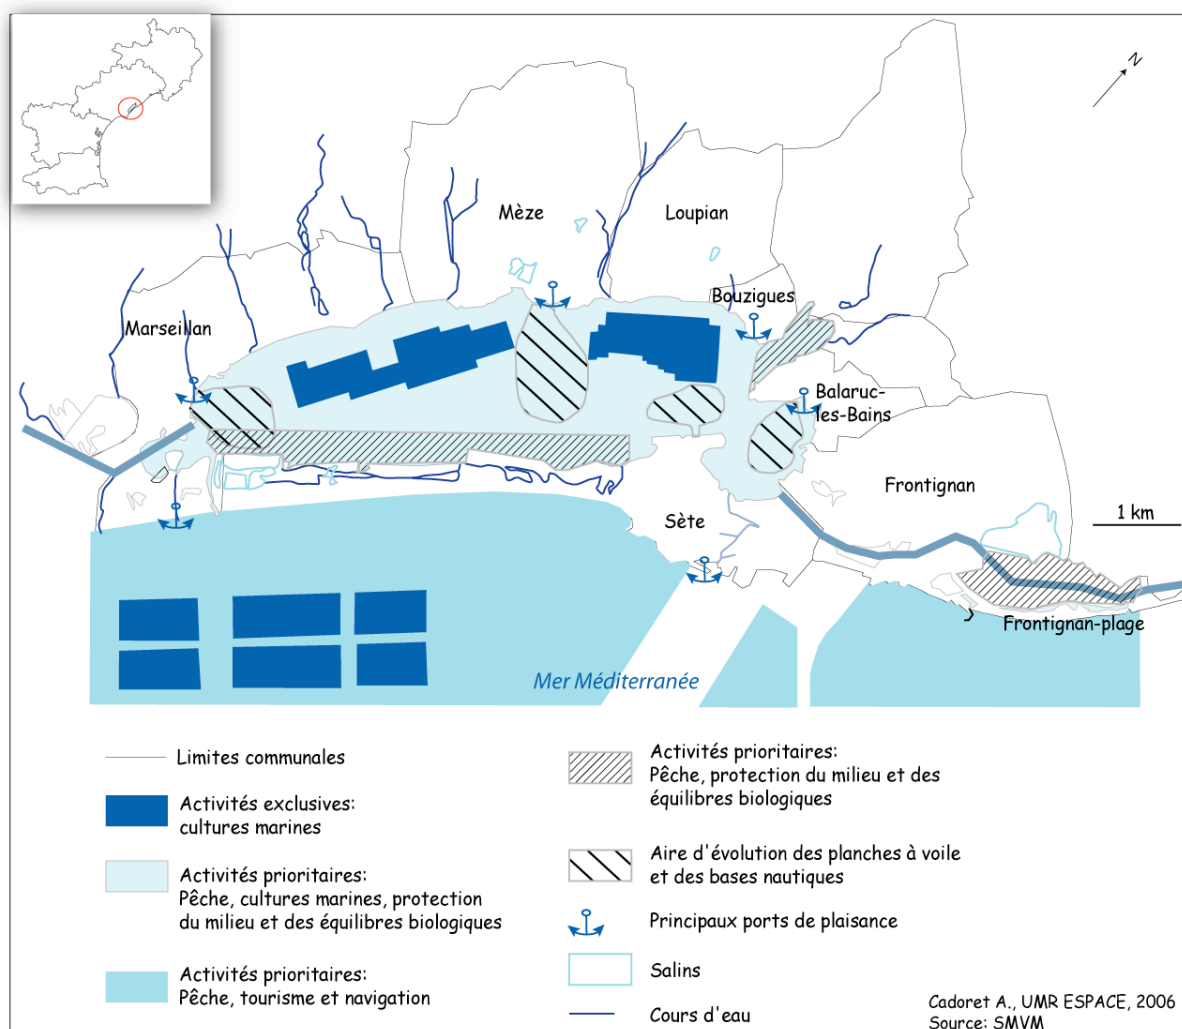 N
Mèze
Loupian
Bouzigues
Marseillan
Balaruc-
les-Bains
Frontignan
Sète
1 km
Frontignan-plage
Mer Méditerranée
Limites communales
Activités exclusives:
cultures marines
Activités prioritaires:
Pêche, cultures marines, protection
du milieu et des équilibres biologiques
Activités prioritaires:
Pêche, tourisme et navigation
Activités prioritaires:
Pêche, protection du milieu et des
équilibres biologiques
Aire d'évolution des planches à voile
et des bases nautiques
Principaux ports de plaisance
Salins
Cours d'eau
Cadoret A., UMR ESPACE, 2006
Source: SMVM